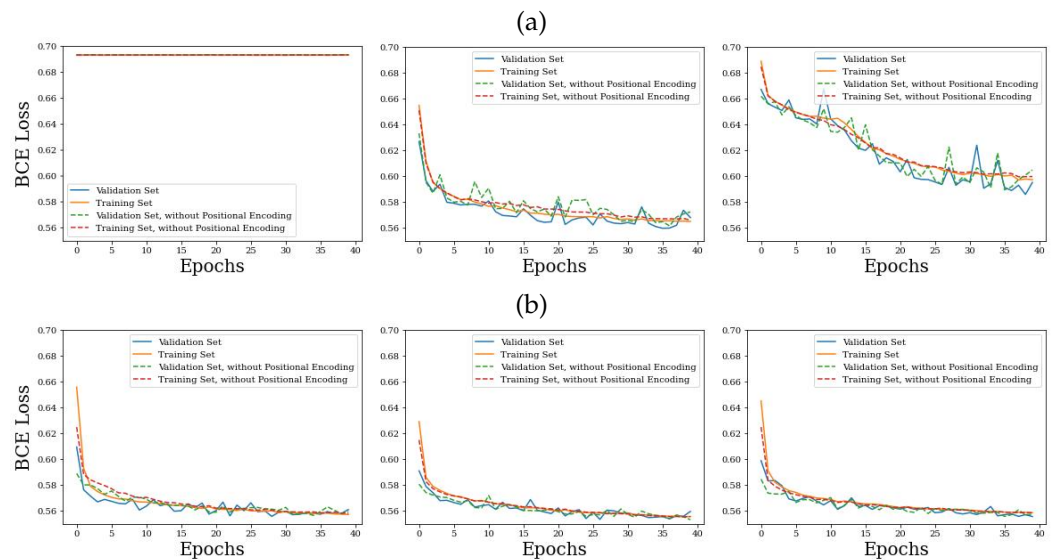 (a)
0.70
0.68
0.66
0.64
0.62
0.60
0.58
0.56
BCE Loss
Validation Set
Training Set
Validation Set, without Positional Encoding
Training Set, without Positional Encoding
0 5 10 15 20 25 30 35 40
Epochs
0.70
0.68
0.66
0.64
0.62
0.60
0.58
0.56
Validation Set
Training Set
Validation Set, without Positional Encoding
Training Set, without Positional Encoding
0 5 10 15 20 25 30 35 40
Epochs
0.70
0.68
0.66
0.64
0.62
0.60
0.58
0.56
Validation Set
Training Set
Validation Set, without Positional Encoding
Training Set, without Positional Encoding
0 5 10 15 20 25 30 35 40
Epochs
(b)
0.70
0.68
0.66
0.64
0.62
0.60
0.58
0.56
BCE Loss
Validation Set
Training Set
Validation Set, without Positional Encoding
Training Set, without Positional Encoding
0 5 10 15 20 25 30 35 40
Epochs
0.70
0.68
0.66
0.64
0.62
0.60
0.58
0.56
Validation Set
Training Set
Validation Set, without Positional Encoding
Training Set, without Positional Encoding
0 5 10 15 20 25 30 35 40
Epochs
0.70
0.68
0.66
0.64
0.62
0.60
0.58
0.56
Validation Set
Training Set
Validation Set, without Positional Encoding
Training Set, without Positional Encoding
0 5 10 15 20 25 30 35 40
Epochs